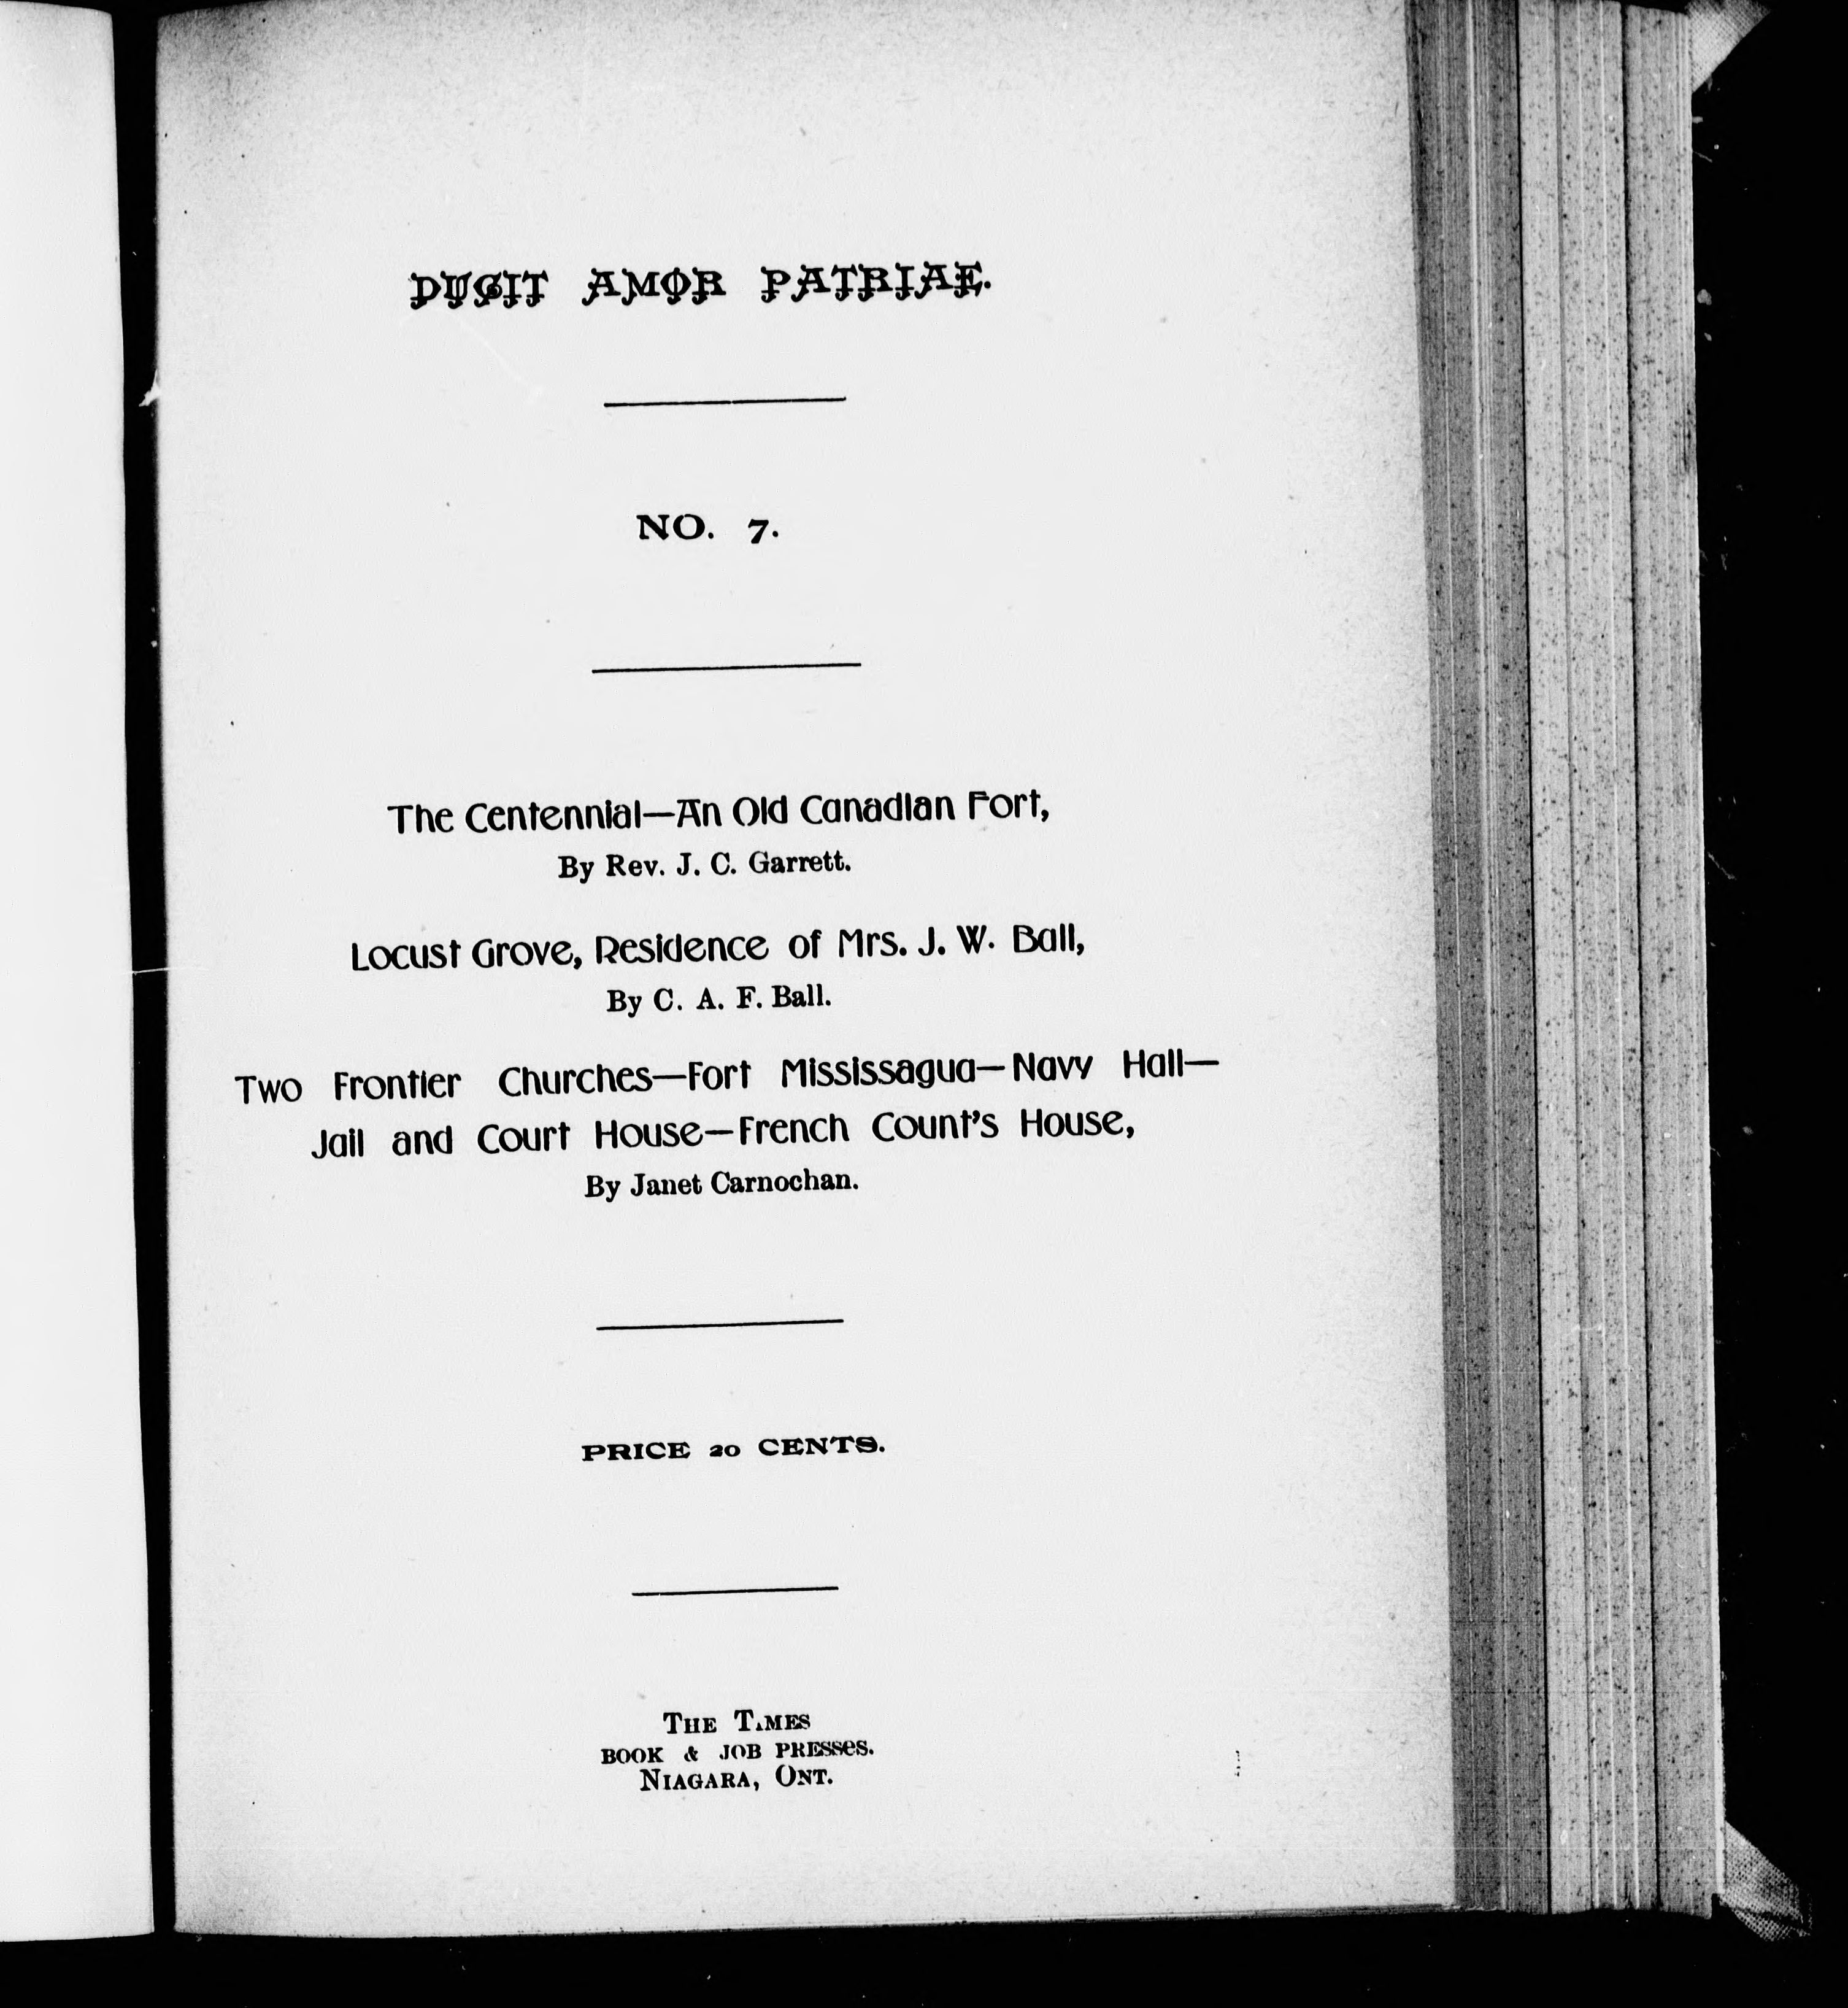 DUCIT AMOR PATRIAE.
NO. 7.
The Centennial—An Old Canadian Fort,
By Rev. J. C. Garrett.
Locust Grove, Residence of Mrs. J. W. Ball,
By C. A. F. Ball.
Two Frontier Churches—Fort Mississagua—Navy Hall—
Jail and Court House—French Count's House,
By Janet Carnochan.
PRICE 20 CENTS.
THE TIMES
BOOK & JOB PRESSES.
NIAGARA, ONT.